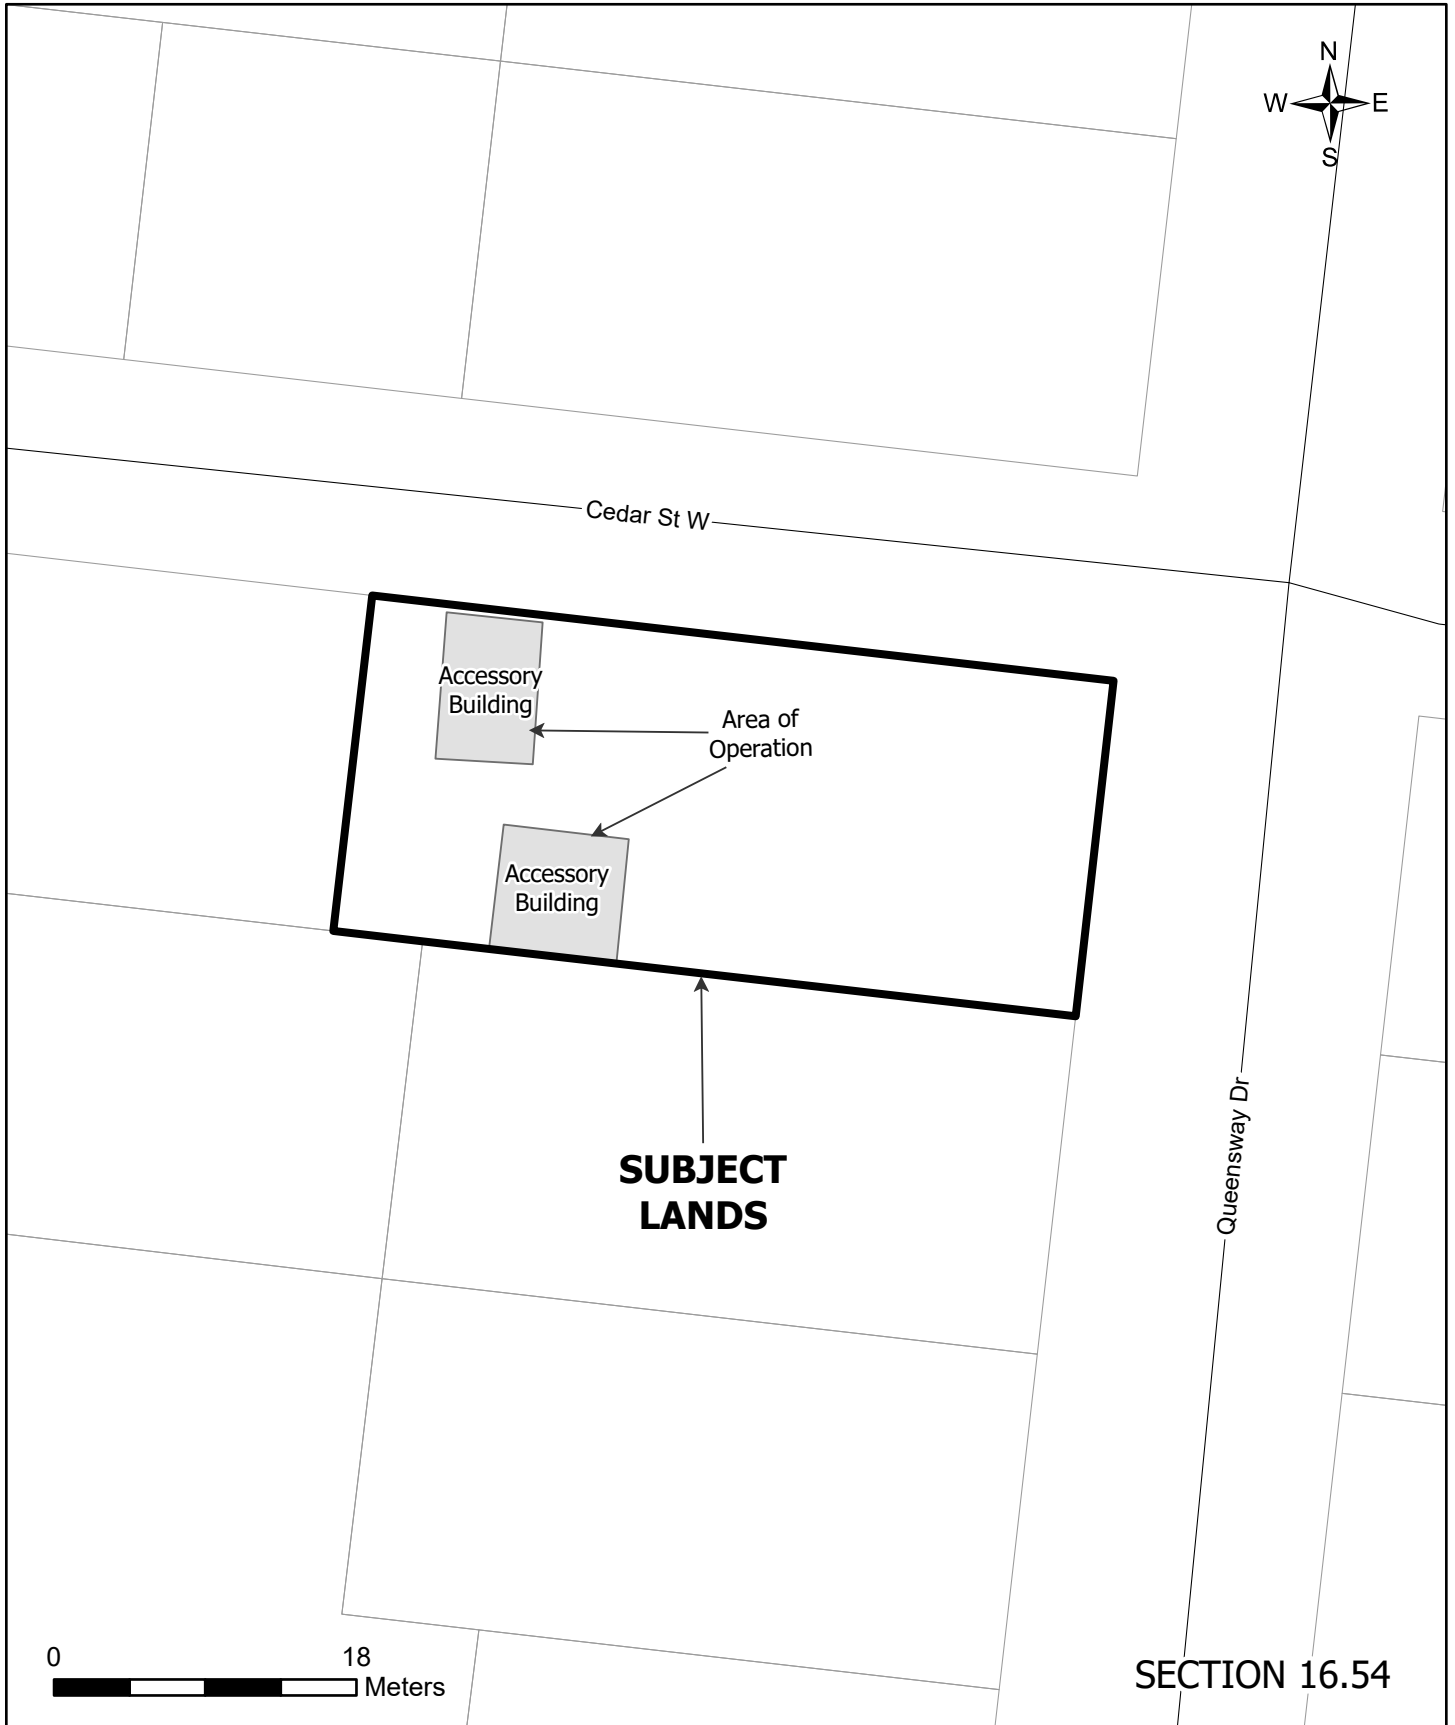 N
W E
S
Cedar St W
Accessory
Building
Area of
Operation
Accessory
Building
SUBJECT
LANDS
Queensway Dr
0 18
Meters
SECTION 16.54